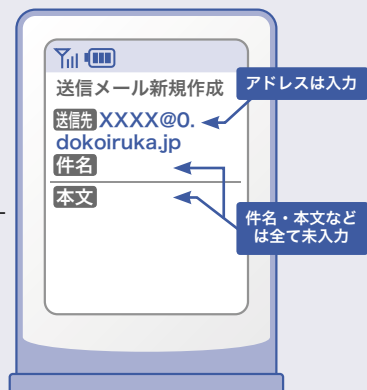 送信メール新規作成
送信先 XXXX@0.
dokoiruka.jp
件名
本文
アドレスは入力
件名・本文など
は全て未入力